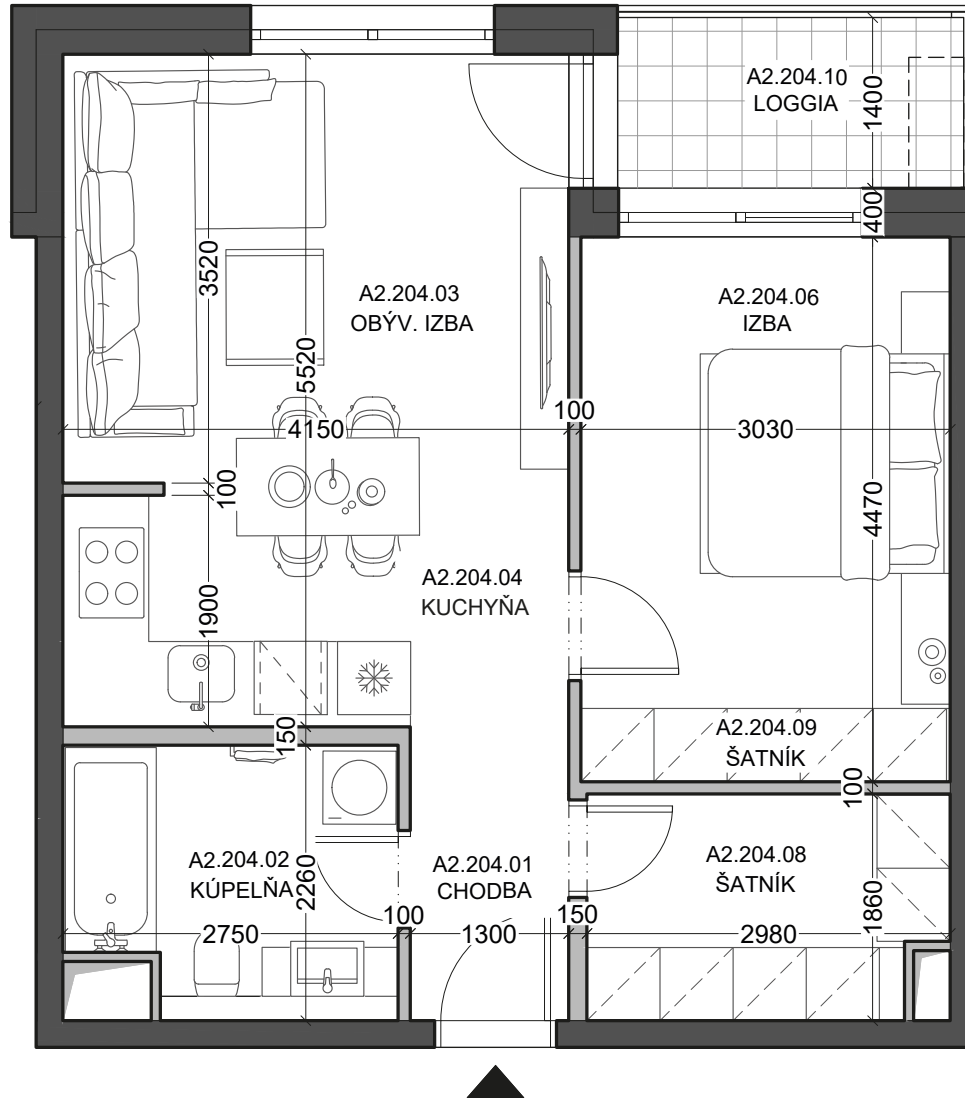 A2.204.10
LOGGIA
1400
400
3520
A2.204.03
OBÝV. IZBA
5520
A2.204.06
IZBA
100
4150
3030
100
4470
A2.204.04
KUCHYŇA
1900
150
A2.204.09
ŠATNÍK
100
A2.204.02
KÚPELŇA
2260
A2.204.01
CHODBA
A2.204.08
ŠATNÍK
1860
2750
100
1300
150
2980